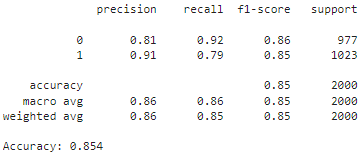 precision recall f1-score support
0 0.81 0.92 0.86 977
1 0.91 0.79 0.85 1023
accuracy 0.85 2000
macro avg 0.86 0.86 0.85 2000
weighted avg 0.86 0.85 0.85 2000
Accuracy: 0.854